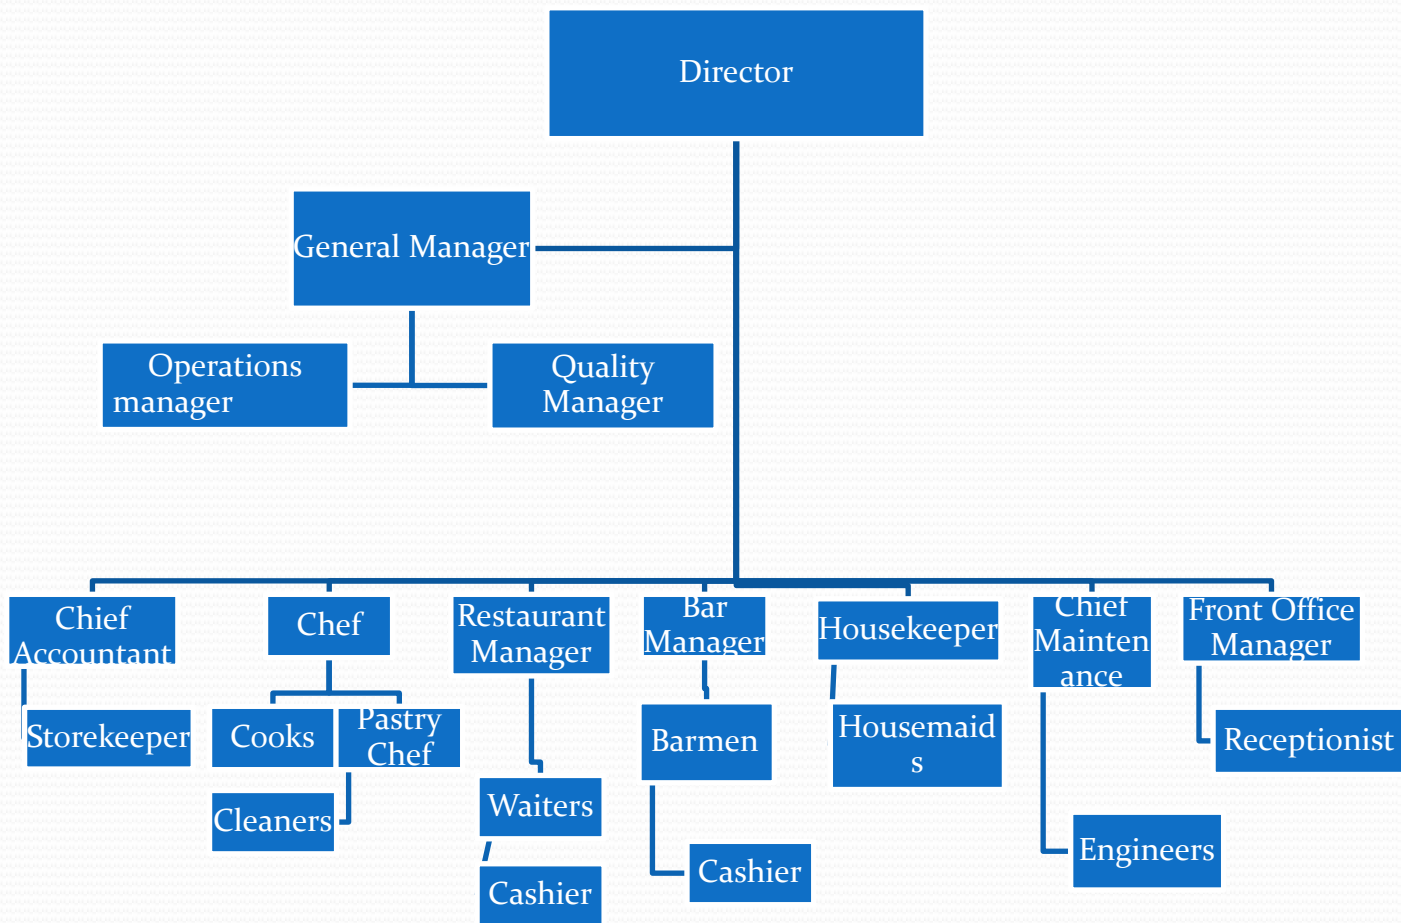 Director
General Manager
Operations
manager
Quality
Manager
Chief
Accountant
Chef
Restaurant
Manager
Bar
Manager
Housekeeper
Chief
Mainten
ance
Front Office
Manager
Storekeeper
Cooks
Pastry
Chef
Barmen
Housemaid
s
Receptionist
Cleaners
Waiters
Cashier
Cashier
Engineers